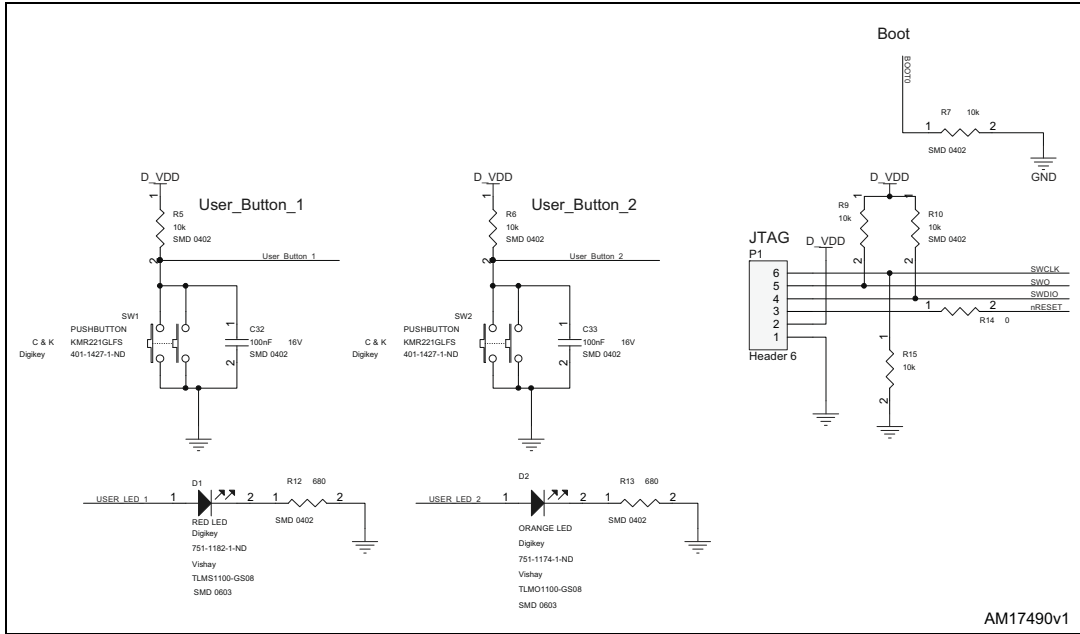 Boot
BOOT0
R7 10k
1 2
SMD 0402
GND
D_VDD
1
R5
10k
SMD 0402
2
User_Button_1
User_Button_1
SW1
PUSHBUTTON
C & K KMR221GLFS
Digikey 401-1427-1-ND
1
C32
100nF 16V
SMD 0402
2
D_VDD
1
R6
10k
SMD 0402
2
User_Button_2
User_Button_2
SW2
PUSHBUTTON
C & K KMR221GLFS
Digikey 401-1427-1-ND
1
C33
100nF 16V
SMD 0402
2
D_VDD
1 1
R9
10k
2
R10
10k
SMD 0402
2
JTAG
P1
D_VDD
6
5
4
3
2
1
Header 6
SWCLK
SWO
SWDIO
nRESET
1 2
R14 0
1
R15
10k
2
USER_LED_1
1 2
D1
RED LED
Digikey
751-1182-1-ND
Vishay
TLMS1100-GS08
SMD 0603
R12 680
1 2
SMD 0402
USER_LED_2
1 2
D2
ORANGE LED
Digikey
751-1174-1-ND
Vishay
TLMO1100-GS08
SMD 0603
R13 680
1 2
SMD 0402
AM17490v1